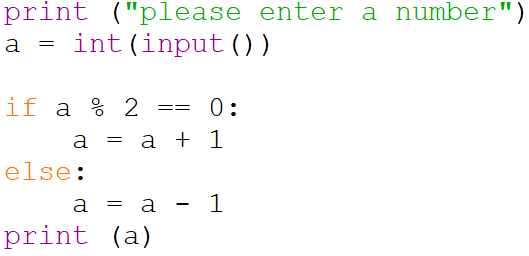 print ("please enter a number")
a = int(input())
if a % 2 == 0:
    a = a + 1
else:
    a = a - 1
print (a)